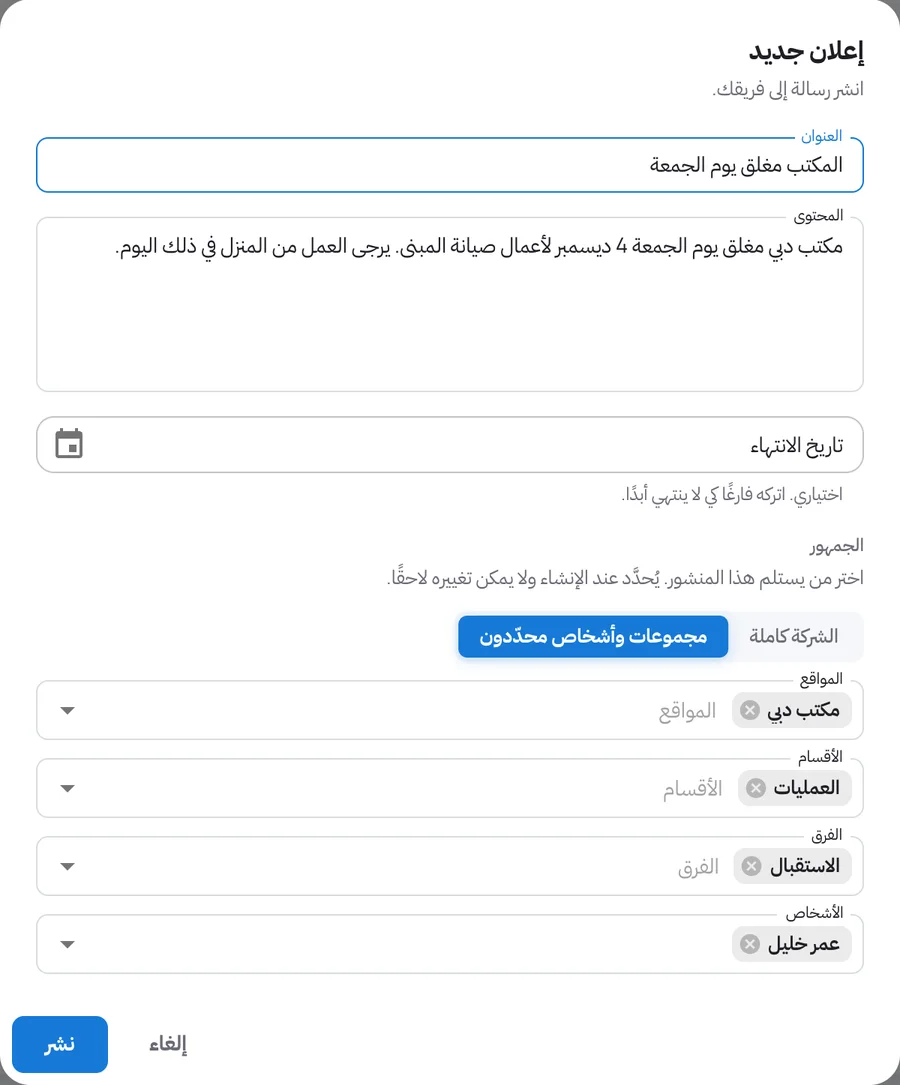 إعلان جديد
انشر رسالة إلى فريقك.
العنوان
المكتب مغلق يوم الجمعة
المحتوى
مكتب دبي مغلق يوم الجمعة 4 ديسمبر لأعمال صيانة المبنى. يرجى العمل من المنزل في ذلك اليوم.
تاريخ الانتهاء
اختياري. اتركه فارغًا كي لا ينتهي أبدًا.
الجمهور
اختر من يستلم هذا المنشور. يُحدَّد عند الإنشاء ولا يمكن تغييره لاحقًا.
الشركة كاملة مجموعات وأشخاص محدّدون
المواقع
مكتب دبي المواقع
الأقسام
العمليات الأقسام
الفرق
الاستقبال الفرق
الأشخاص
عمر خليل
إلغاء نشر